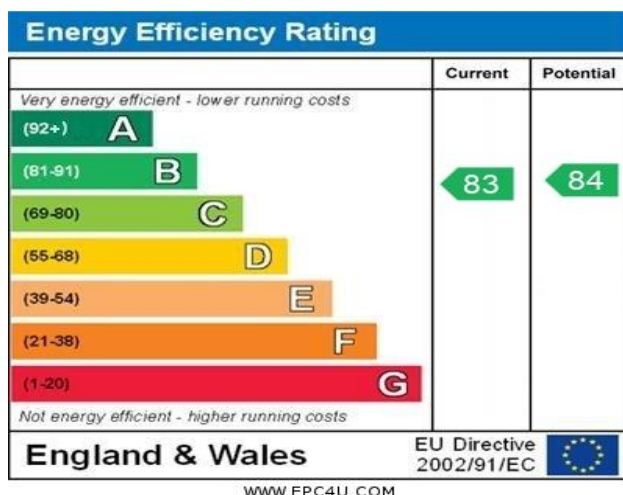 Energy Efficiency Rating
Current Potential
Very energy efficient - lower running costs
(92+) A
(81-91) B
83 84
(69-80) C
(55-68) D
(39-54) E
(21-38) F
(1-20) G
Not energy efficient - higher running costs
England & Wales
EU Directive
2002/91/EC
WWW.EPC4U.COM